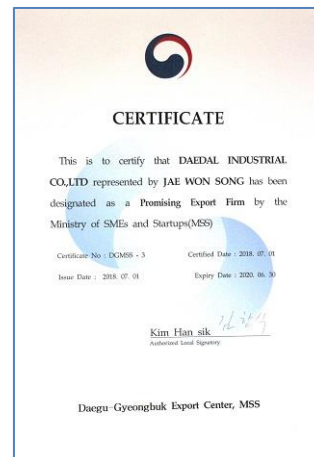 CERTIFICATE
This is to certify that DAEDAL INDUSTRIAL
CO.,LTD represented by JAE WON SONG has been
designated as a Promising Export Firm by the
Ministry of SMEs and Startups(MSS)
Certificate No : DGMSS - 3 Certified Date : 2018. 07. 01
Issue Date : 2018. 07. 01 Expiry Date : 2020. 06. 30
Kim Han sik
Authorized Local Signatory
Daegu-Gyeongbuk Export Center, MSS